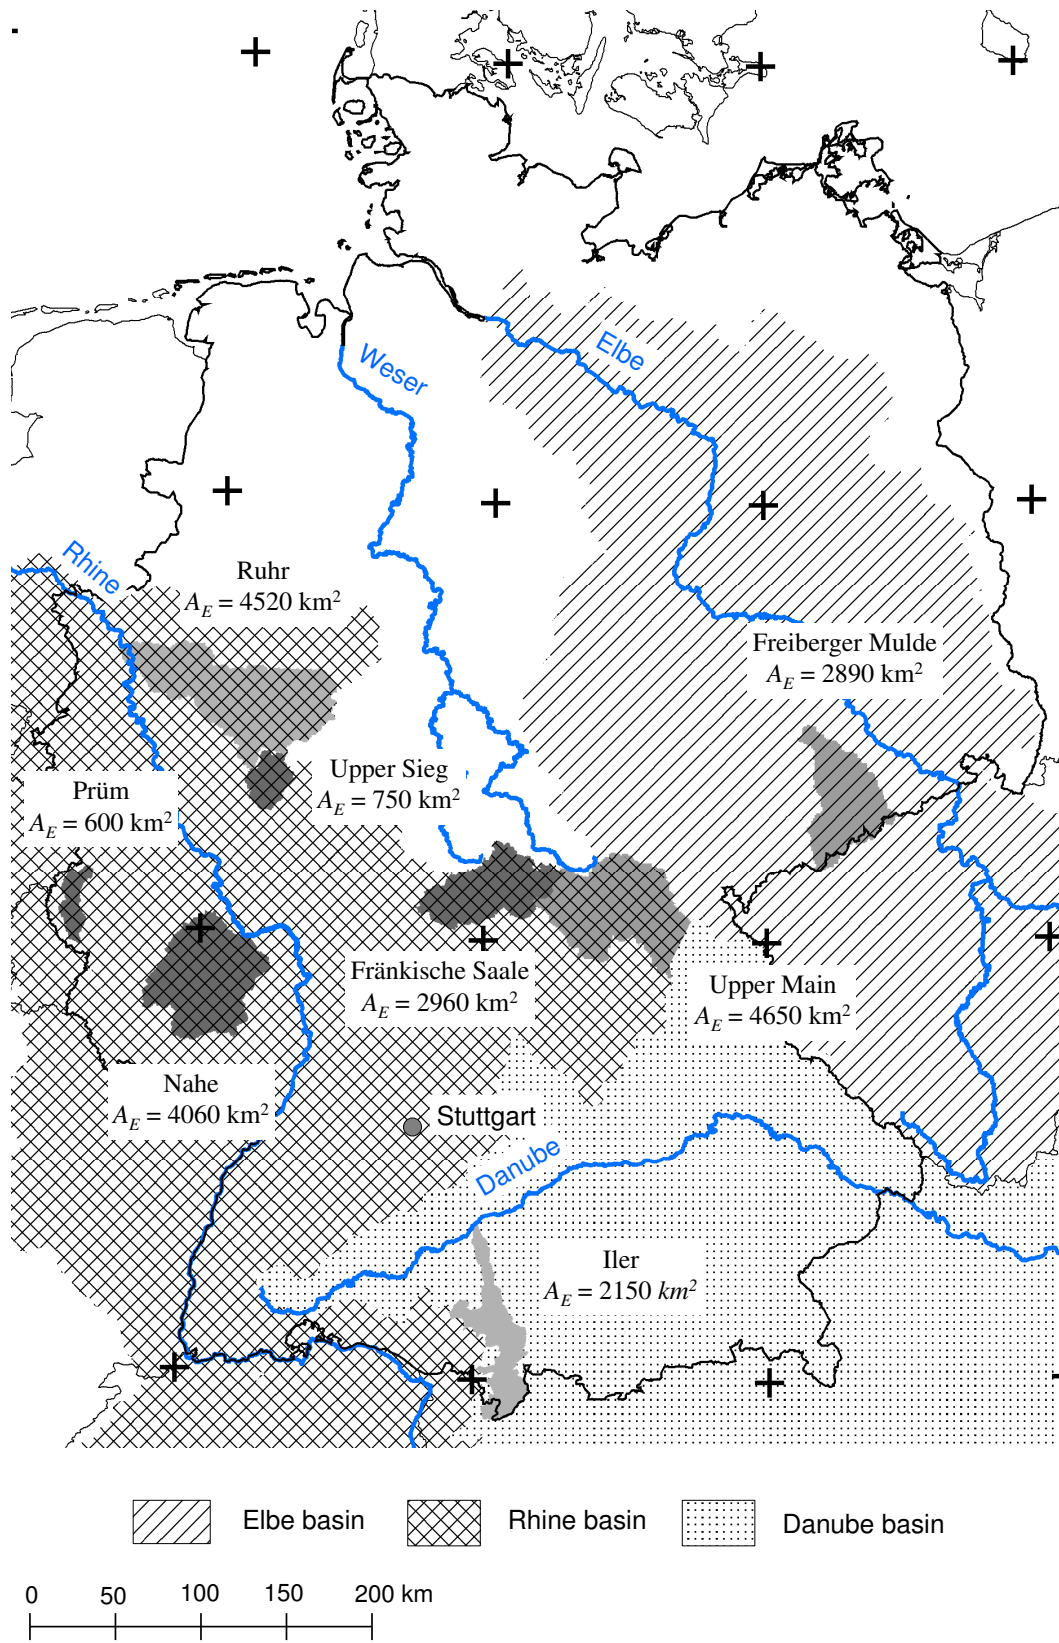 Elbe
Weser
Rhine
Ruhr
A_E = 4520 km²
Freiberger Mulde
A_E = 2890 km²
Upper Sieg
A_E = 750 km²
Prüm
A_E = 600 km²
Fränkische Saale
A_E = 2960 km²
Upper Main
A_E = 4650 km²
Nahe
A_E = 4060 km²
Stuttgart
Danube
Iler
A_E = 2150 km²
Elbe basin
Rhine basin
Danube basin
0 50 100 150 200 km